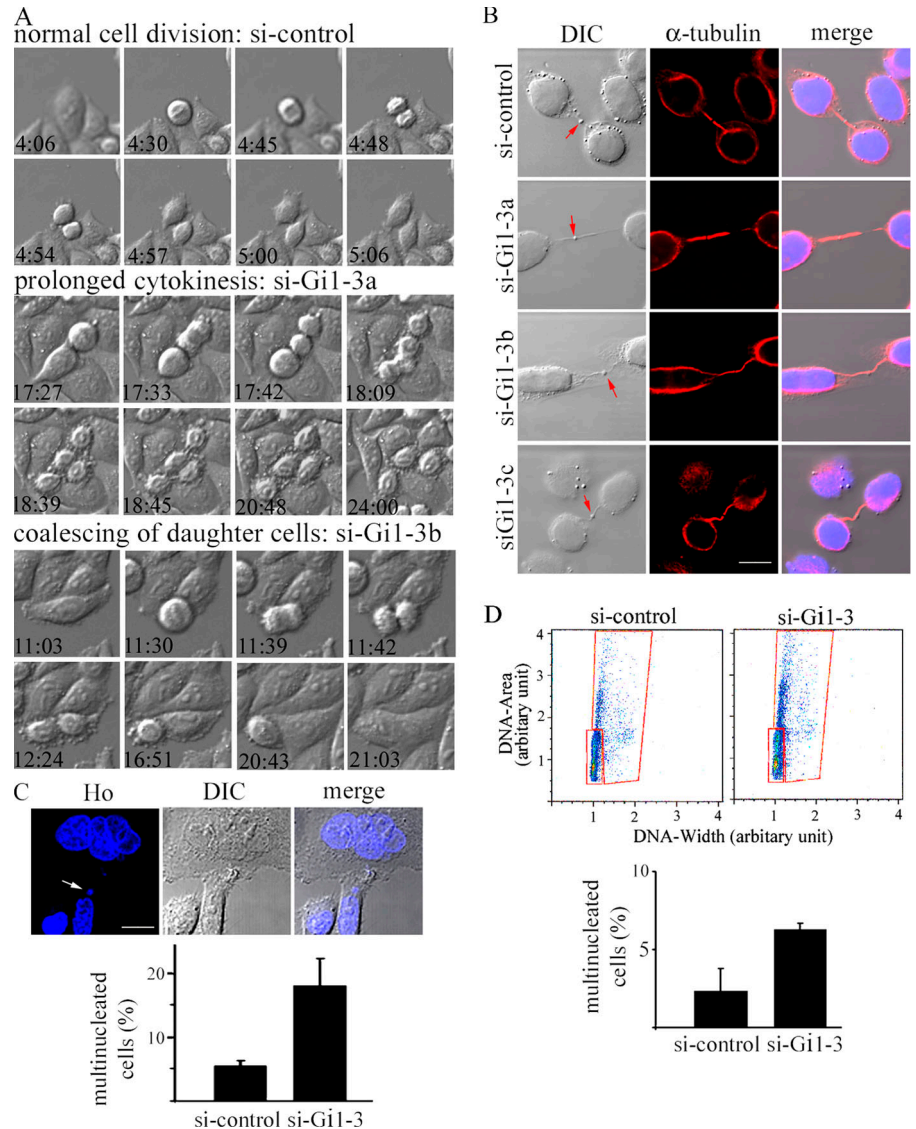 A
normal cell division: si-control
4:06 4:30 4:45 4:48
4:54 4:57 5:00 5:06
prolonged cytokinesis: si-Gi1-3a
17:27 17:33 17:42 18:09
18:39 18:45 20:48 24:00
coalescing of daughter cells: si-Gi1-3b
11:03 11:30 11:39 11:42
12:24 16:51 20:43 21:03
B
DIC α-tubulin merge
si-control
si-Gi1-3a
si-Gi1-3b
siGi1-3c
C
Ho DIC merge
multinucleated
cells (%)
20
10
si-control si-Gi1-3
D
si-control si-Gi1-3
DNA-Area
(arbitary unit)
4
3
2
1
1 2 3 4 1 2 3 4
DNA-Width (arbitary unit)
multinucleated
cells (%)
10
5
si-control si-Gi1-3